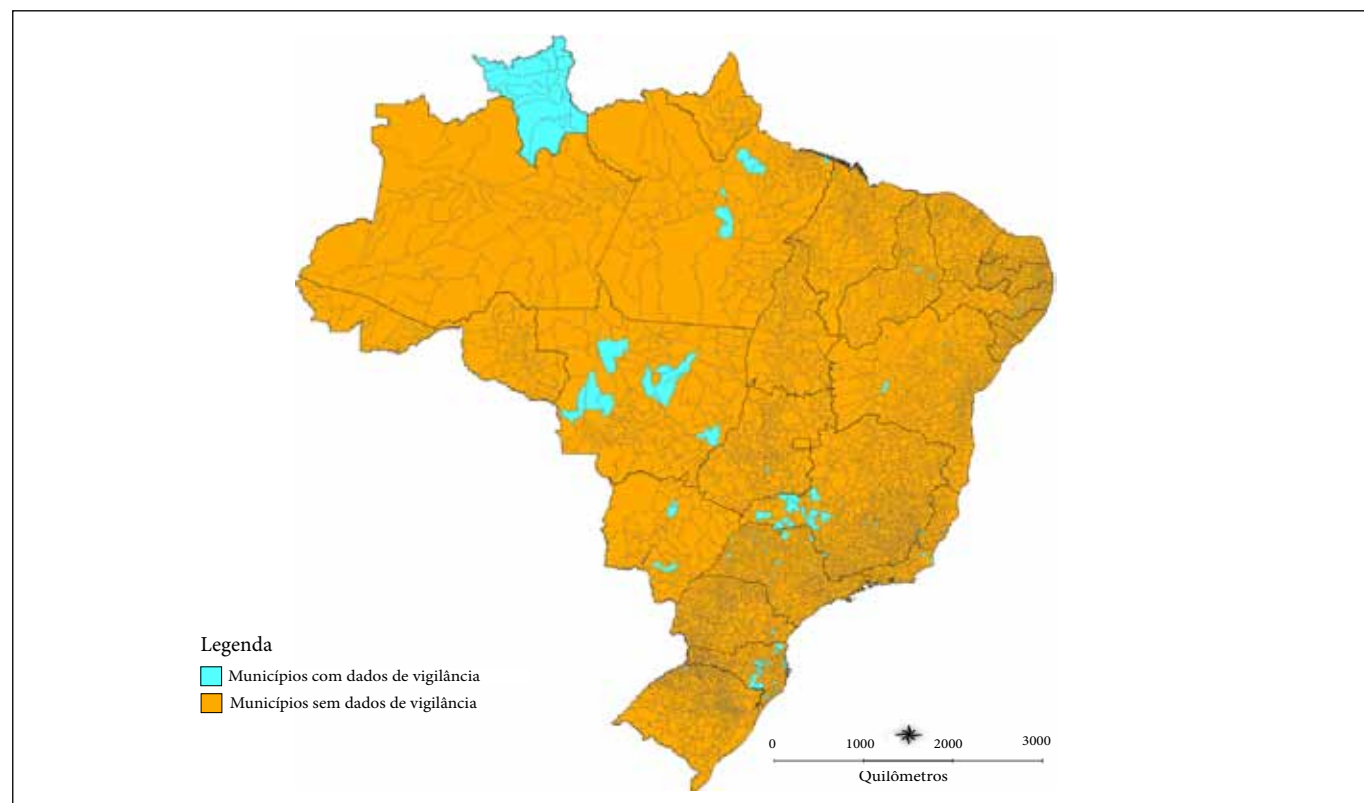 Legenda
Municípios com dados de vigilância
Municípios sem dados de vigilância
0 1000 2000 3000
Quilômetros